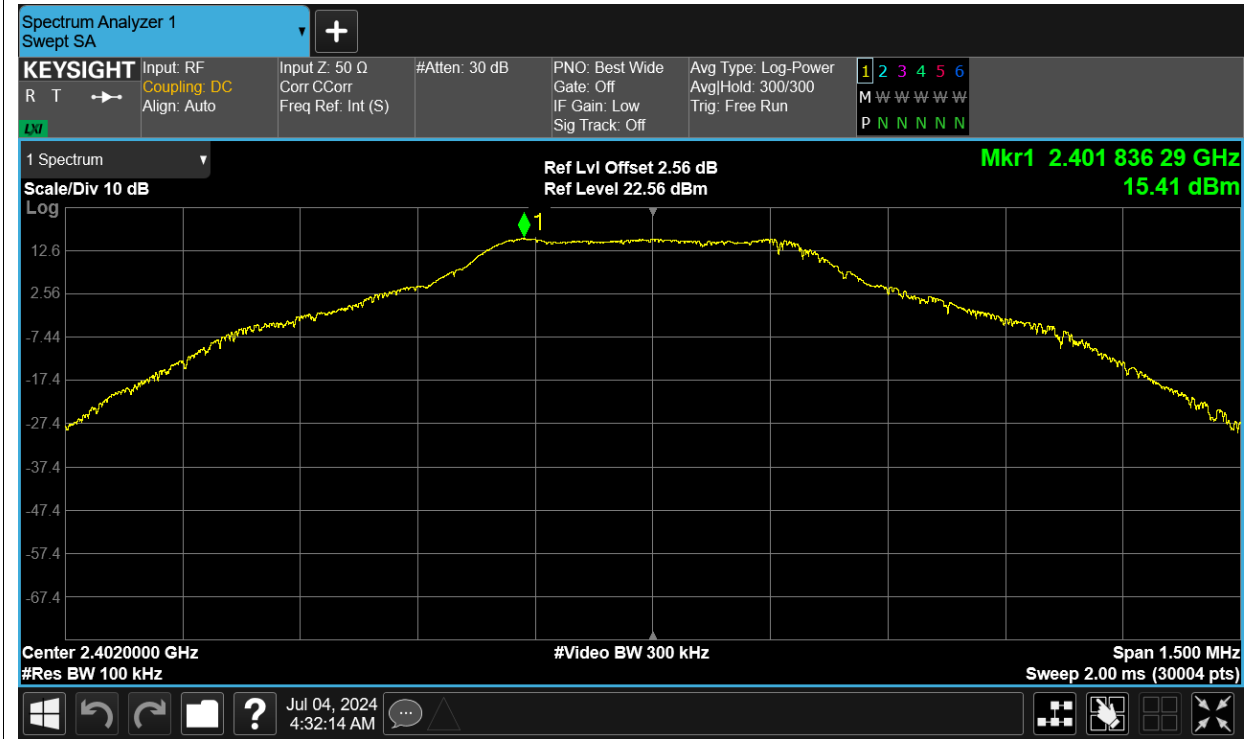 Spectrum Analyzer 1
Swept SA
KEYSIGHT
R T
LXI
Input: RF
Coupling: DC
Align: Auto
Input Z: 50 Ω
Corr CCorr
Freq Ref: Int (S)
#Atten: 30 dB
PNO: Best Wide
Gate: Off
IF Gain: Low
Sig Track: Off
Avg Type: Log-Power
Avg|Hold: 300/300
Trig: Free Run
1 2 3 4 5 6
M W W W W W
P N N N N N
1 Spectrum
Scale/Div 10 dB
Ref Lvl Offset 2.56 dB
Ref Level 22.56 dBm
Mkr1 2.401 836 29 GHz
15.41 dBm
Log
1
12.6
2.56
-7.44
-17.4
-27.4
-37.4
-47.4
-57.4
-67.4
Center 2.4020000 GHz
#Video BW 300 kHz
Span 1.500 MHz
#Res BW 100 kHz
Sweep 2.00 ms (30004 pts)
?
Jul 04, 2024
4:32:14 AM